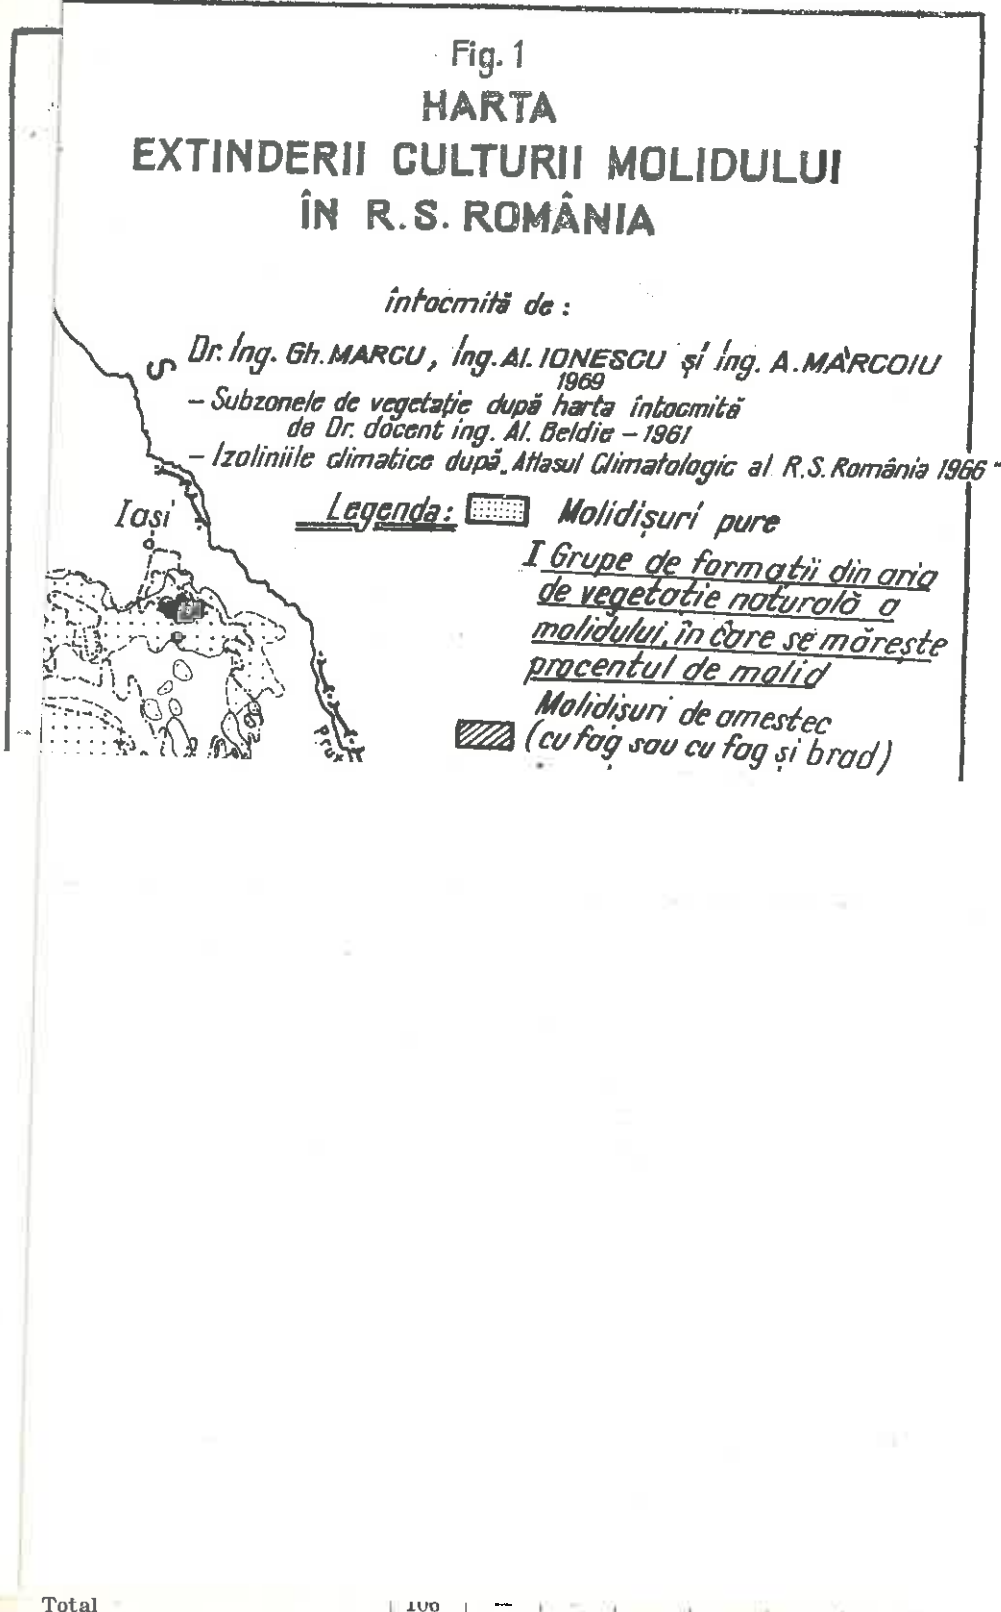 Fig. 1
HARTA
EXTINDERII CULTURII MOLIDULUI
ÎN R.S. ROMÂNIA
întocmită de :
Dr. Ing. Gh. MARCU, ing. Al. IONESCU și ing. A. MARCOIU
1969
– Subzonele de vegetație după harta întocmită
de Dr. docent ing. Al. Beldie – 1961
– Izoliniile climatice după „Atlasul Climatologic al R.S. România 1966"
Legenda: Molidișuri pure
I Grupe de formații din aria
de vegetație naturală a
molidului, în care se mărește
procentul de molid
Molidișuri de amestec
(cu fag sau cu fag și brad)
S
Iași
Prut
Total 106 –